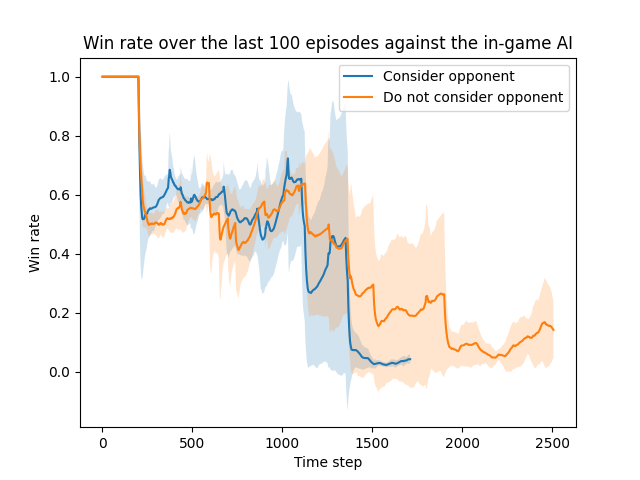 Win rate over the last 100 episodes against the in-game AI
Consider opponent
Do not consider opponent
Win rate
1.0
0.8
0.6
0.4
0.2
0.0
0
500
1000
1500
2000
2500
Time step